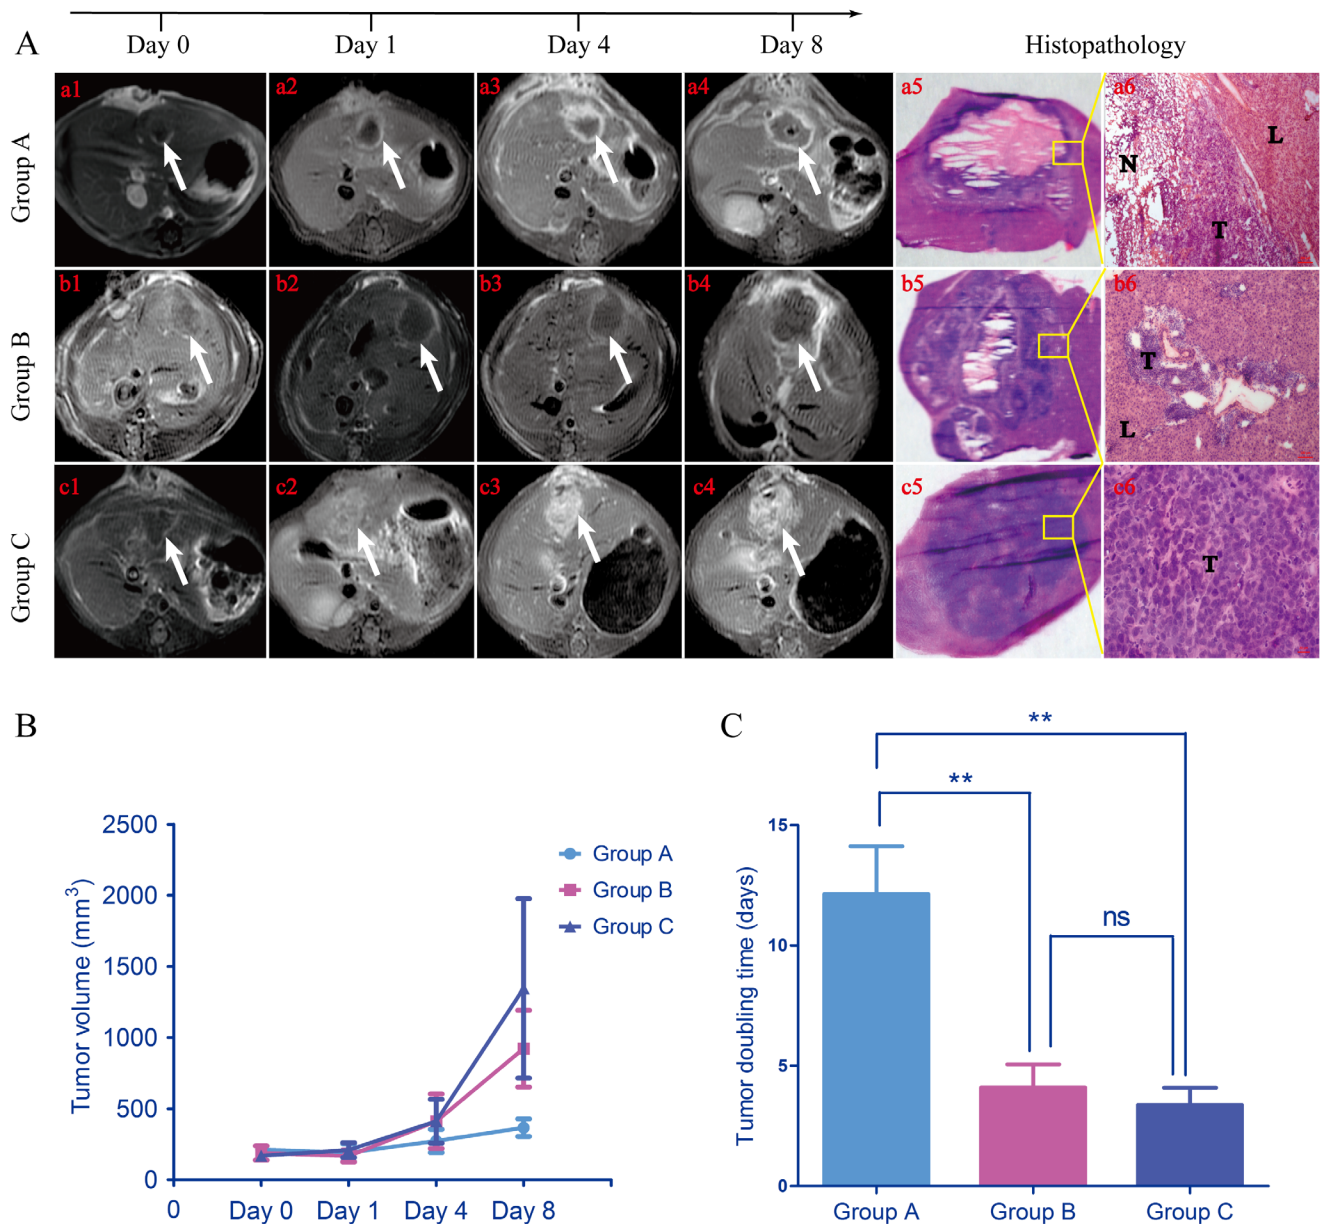 A
Day 0 Day 1 Day 4 Day 8 Histopathology
Group A
a1 a2 a3 a4 a5 a6
N T L
Group B
b1 b2 b3 b4 b5 b6
T
L
Group C
c1 c2 c3 c4 c5 c6
T
B
Tumor volume (mm³)
2500
2000
1500
1000
500
0
0 Day 0 Day 1 Day 4 Day 8
Group A
Group B
Group C
C
**
**
ns
Tumor doubling time (days)
15
10
5
0
Group A Group B Group C